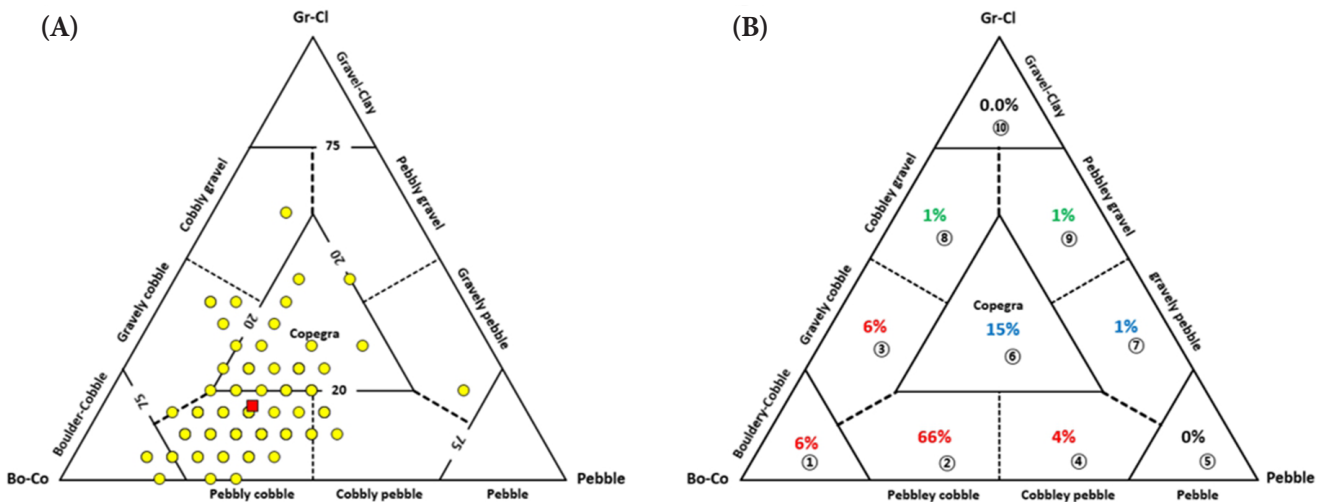 (A)
Gr-Cl
Gravel-Clay
75
Cobbly gravel
Pebbly gravel
20
Gravely cobble
Gravely pebble
20
Copegra
Boulder-Cobble
75
20
75
Bo-Co
Pebble
Pebbly cobble
Cobbly pebble
Pebble
(B)
Gr-Cl
Gravel-Clay
0.0%
⑩
Cobbley gravel
Pebbley gravel
1%
⑧
1%
⑨
Gravely cobble
gravely pebble
Copegra
6%
③
15%
⑥
1%
⑦
Bouldery-Cobble
6%
①
66%
②
4%
④
0%
⑤
Bo-Co
Pebble
Pebbley cobble
Cobbley pebble
Pebble